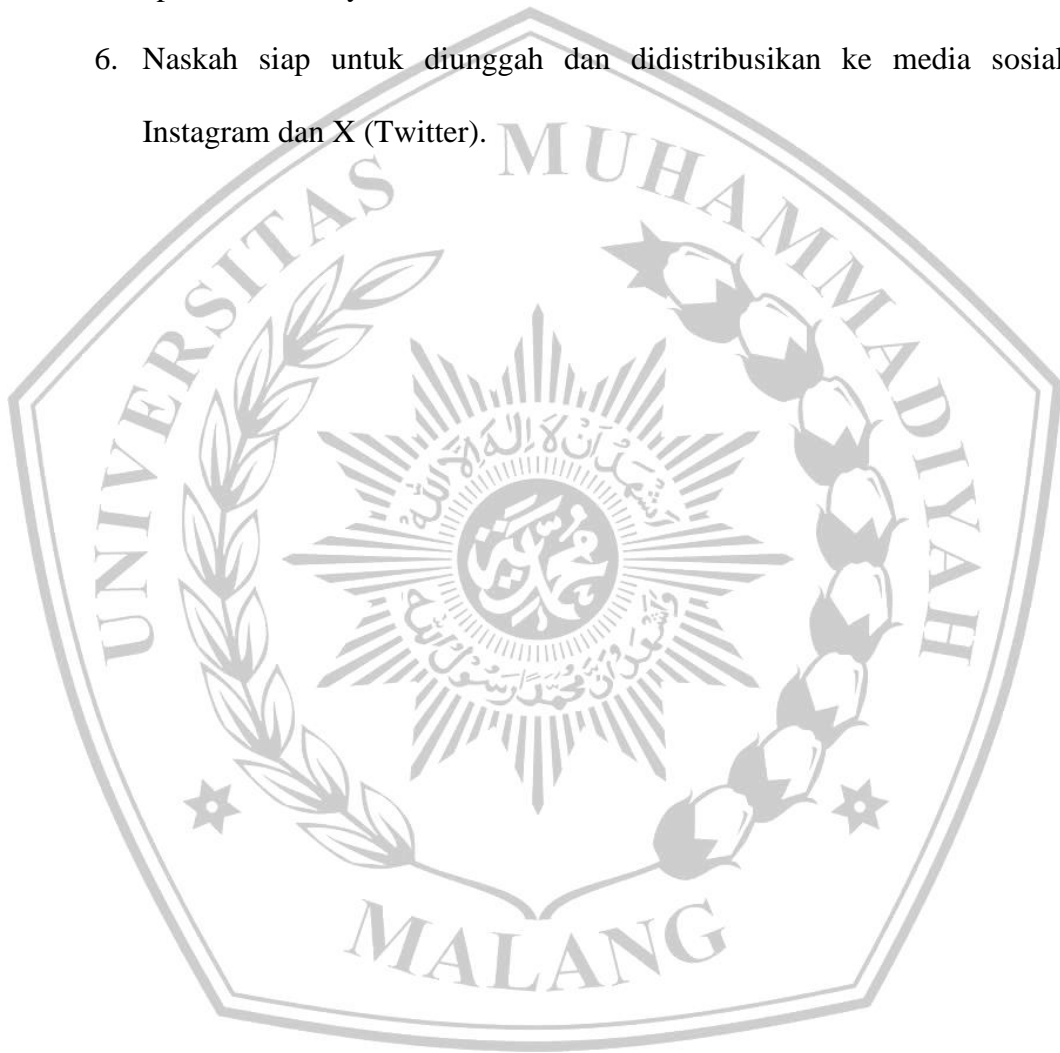 6. Naskah siap untuk diunggah dan didistribusikan ke media sosial
Instagram dan X (Twitter).
UNIVERSITAS MUHAMMADIYAH
MALANG